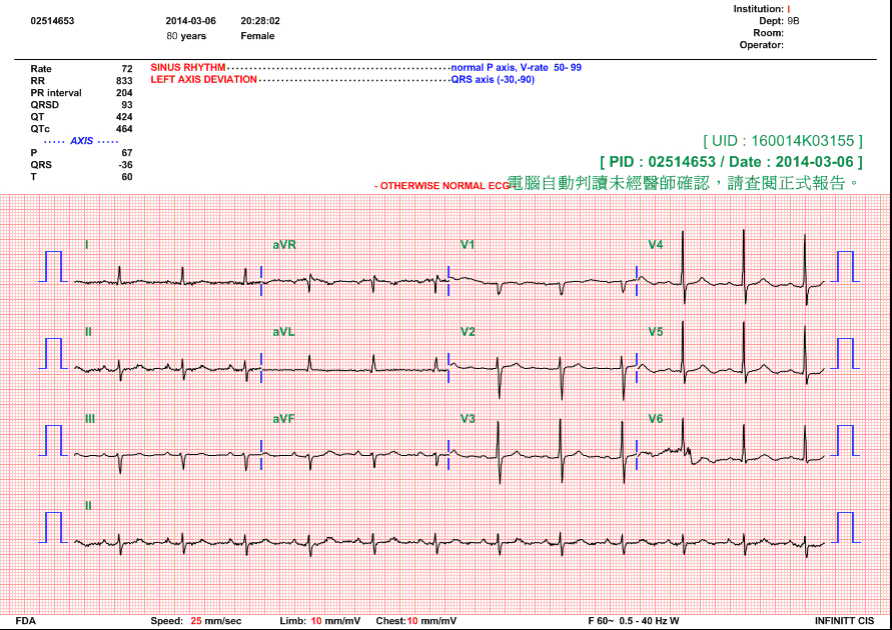 Institution: I
02514653 2014-03-06 20:28:02 Dept: 9B
80 years Female Room:
Operator:
Rate 72 SINUS RHYTHM normal P axis, V-rate 50- 99
RR 833 LEFT AXIS DEVIATION QRS axis (-30,-90)
PR interval 204
QRSD 93
QT 424
QTc 464
----- AXIS -----
P 67
QRS -36
T 60
[ UID : 160014K03155 ]
[ PID : 02514653 / Date : 2014-03-06 ]
- OTHERWISE NORMAL ECG 電腦自動判讀未經醫師確認，請查閱正式報告。
I aVR V1 V4
II aVL V2 V5
III aVF V3 V6
II
FDA Speed: 25 mm/sec Limb: 10 mm/mV Chest: 10 mm/mV F 60~ 0.5 - 40 Hz W INFINITT CIS